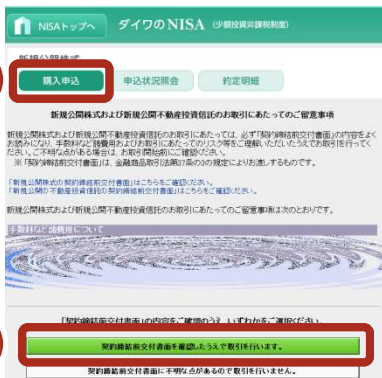 NISAトップへ
ダイワのNISA (少額投資非課税制度)
新規公開株式
購入申込
申込状況照会
約定明細
新規公開株式および新規公開不動産投資信託のお取引にあたってのご留意事項
新規公開株式および新規公開不動産投資信託のお取引にあたっては、必ず「契約締結前交付書面」の内容をよく
お読みになり、手数料など諸費用およびお取引にあたってのリスク等をご理解いただいたうえでお取引を行ってく
ださい。ご不明な点がある場合は、お取引開始前にご確認ください。
※「契約締結前交付書面」は、金融商品取引法第37条の3の規定によりお渡しするものです。
「新規公開株式の契約締結前交付書面」はこちらをご確認ください。
「新規公開の不動産投資信託の契約締結前交付書面」はこちらをご確認ください。
新規公開株式および新規公開不動産投資信託のお取引にあたってのご留意事項は次のとおりです。
手数料など諸費用について
「契約締結前交付書面」の内容をご確認のうえ、いずれかをご選択ください。
契約締結前交付書面を確認したうえで取引を行います。
契約締結前交付書面に不明な点があるので取引を行いません。